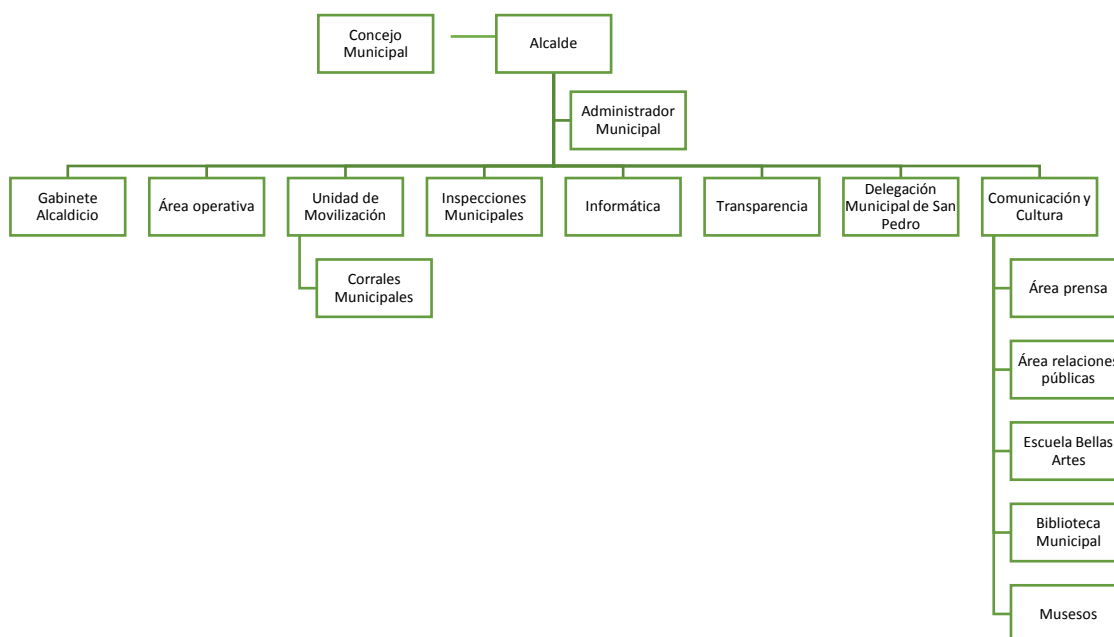 Concejo
Municipal
Alcalde
Administrador
Municipal
Gabinete
Alcaldicio
Área operativa
Unidad de
Movilización
Inspecciones
Municipales
Informática
Transparencia
Delegación
Municipal de San
Pedro
Comunicación y
Cultura
Corrales
Municipales
Área prensa
Área relaciones
públicas
Escuela Bellas
Artes
Biblioteca
Municipal
Musesos